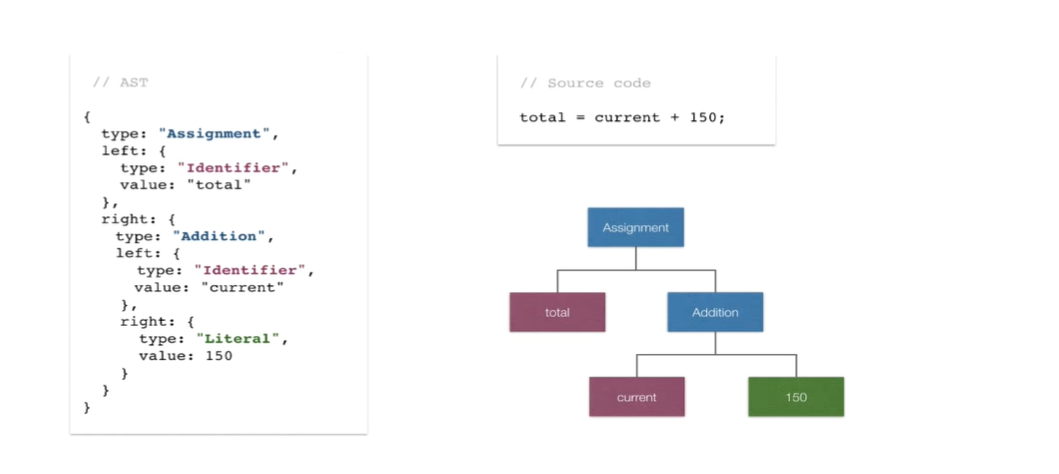 // AST
{
type: "Assignment",
left: {
type: "Identifier",
value: "total"
},
right: {
type: "Addition",
left: {
type: "Identifier",
value: "current"
},
right: {
type: "Literal",
value: 150
}
}
}
// Source code
total = current + 150;
Assignment
total
Addition
current
150